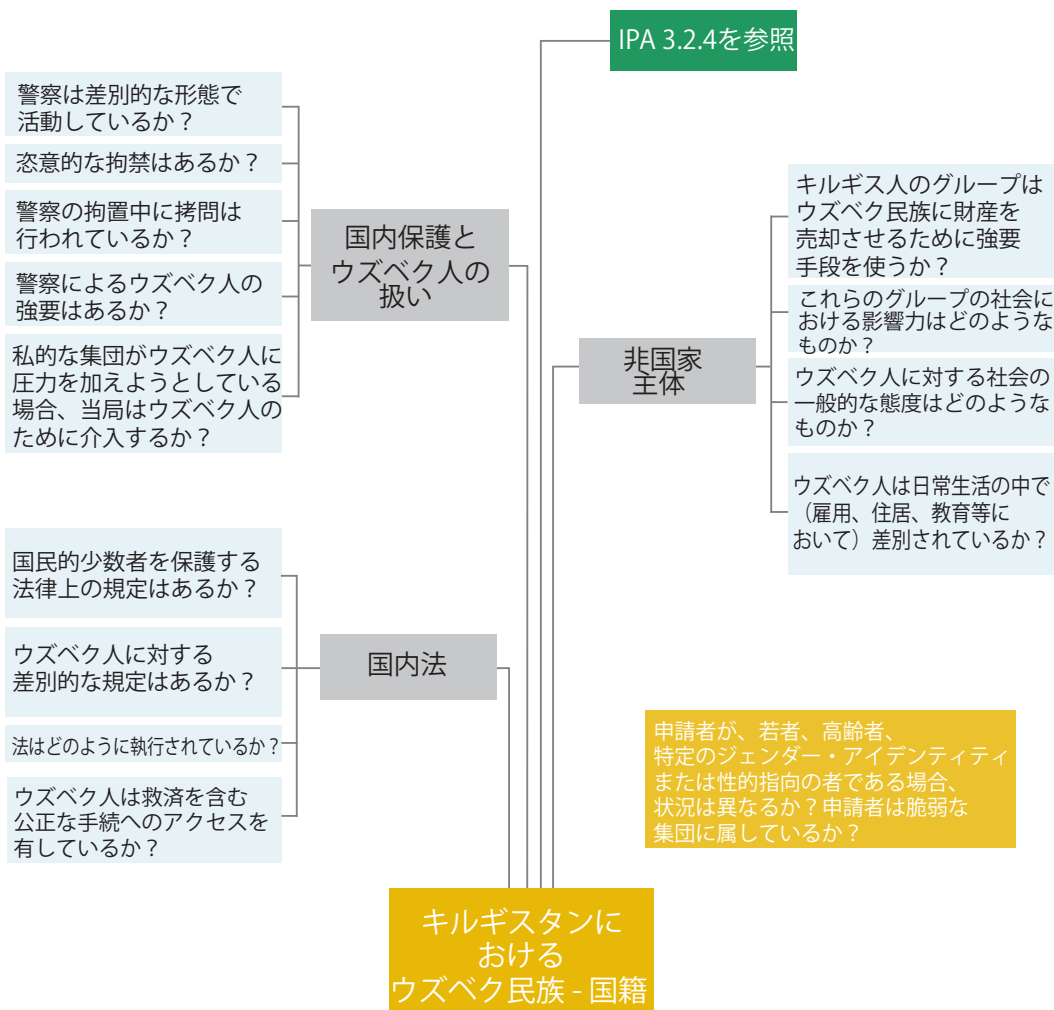 IPA 3.2.4を参照
警察は差別的な形態で
活動しているか？
恣意的な拘禁はあるか？
警察の拘置中に拷問は
行われているか？
警察によるウズベク人の
強要はあるか？
私的な集団がウズベク人に
圧力を加えようとしている
場合、当局はウズベク人の
ために介入するか？
国内保護と
ウズベク人の
扱い
キルギス人のグループは
ウズベク民族に財産を
売却させるために強要
手段を使うか？
これらのグループの社会に
おける影響力はどのような
ものか？
ウズベク人に対する社会の
一般的な態度はどのような
ものか？
ウズベク人は日常生活の中で
（雇用、住居、教育等に
おいて）差別されているか？
非国家
主体
国民的少数者を保護する
法律上の規定はあるか？
ウズベク人に対する
差別的な規定はあるか？
法はどのように執行されているか？
ウズベク人は救済を含む
公正な手続へのアクセスを
有しているか？
国内法
申請者が、若者、高齢者、
特定のジェンダー・アイデンティティ
または性的指向の者である場合、
状況は異なるか？申請者は脆弱な
集団に属しているか？
キルギスタンに
おける
ウズベク民族 - 国籍